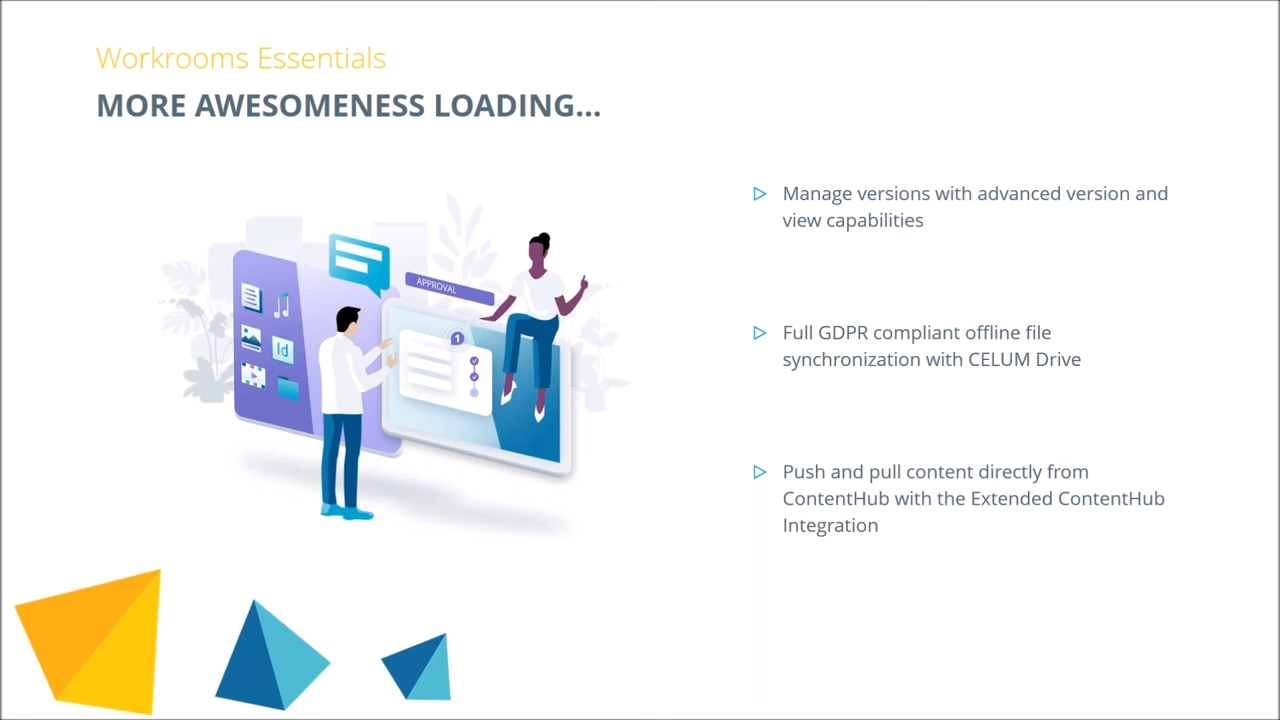 Workrooms Essentials
MORE AWESOMENESS LOADING...
APPROVAL
1
Id
Manage versions with advanced version and
view capabilities
Full GDPR compliant offline file
synchronization with CELUM Drive
Push and pull content directly from
ContentHub with the Extended ContentHub
Integration